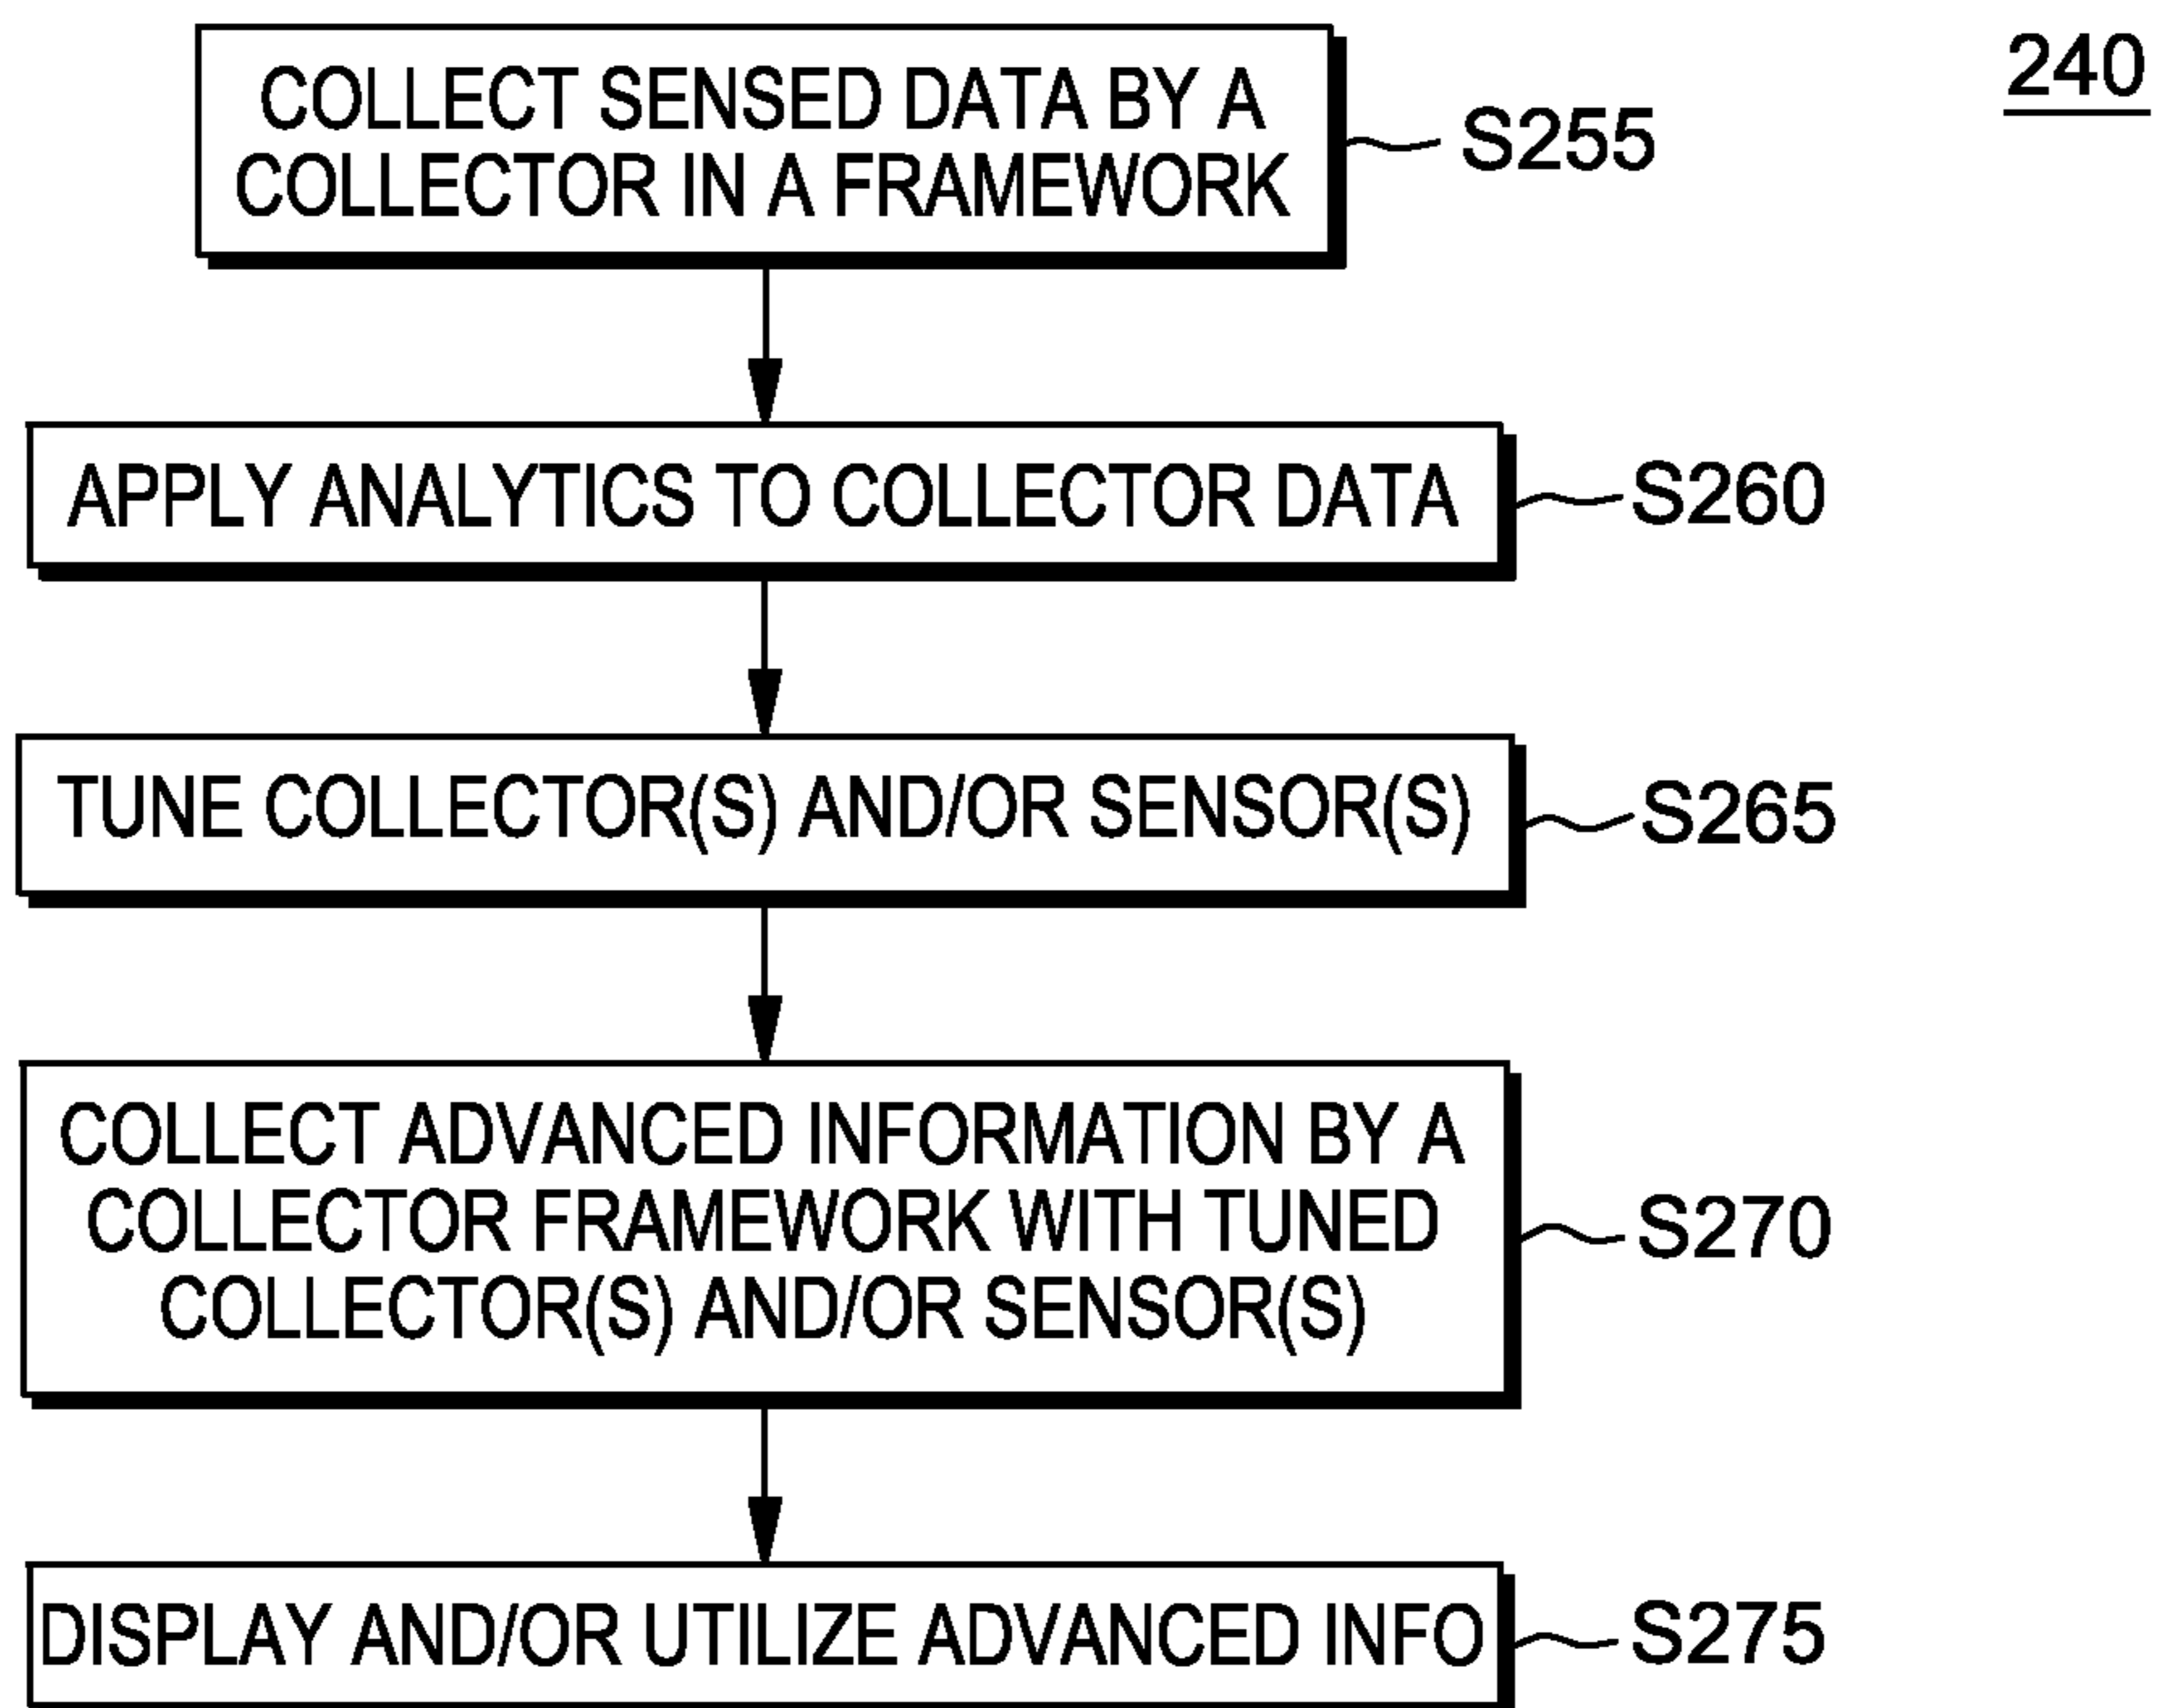 240
COLLECT SENSED DATA BY A
COLLECTOR IN A FRAMEWORK
S255
APPLY ANALYTICS TO COLLECTOR DATA
S260
TUNE COLLECTOR(S) AND/OR SENSOR(S)
S265
COLLECT ADVANCED INFORMATION BY A
COLLECTOR FRAMEWORK WITH TUNED
COLLECTOR(S) AND/OR SENSOR(S)
S270
DISPLAY AND/OR UTILIZE ADVANCED INFO
S275